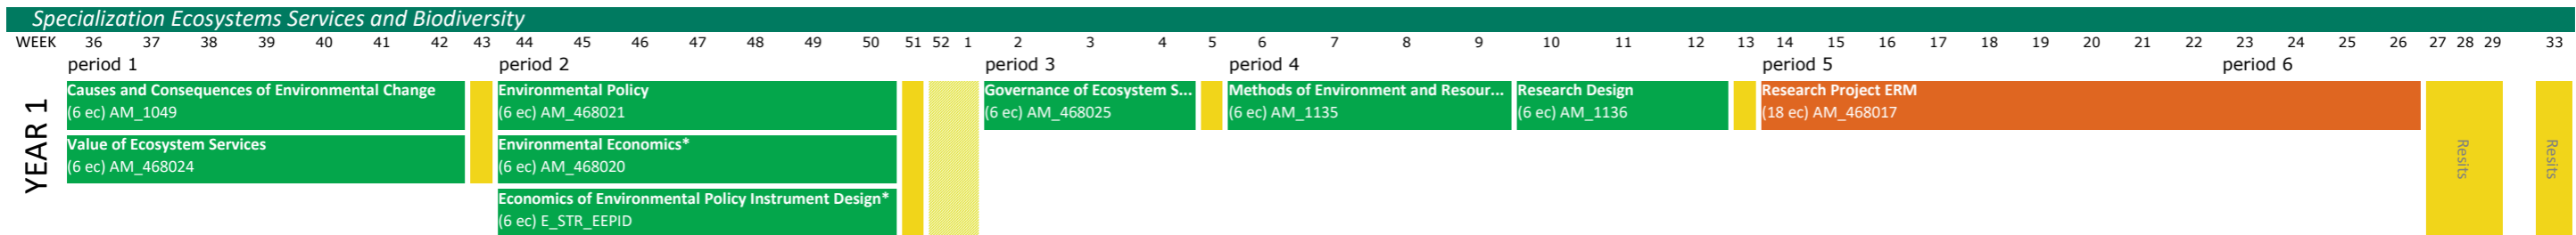 Specialization Ecosystems Services and Biodiversity
WEEK 36 37 38 39 40 41 42 43 44 45 46 47 48 49 50 51 52 1 2 3 4 5 6 7 8 9 10 11 12 13 14 15 16 17 18 19 20 21 22 23 24 25 26 27 28 29 33
period 1 period 2 period 3 period 4 period 5 period 6
YEAR 1
Causes and Consequences of Environmental Change
(6 ec) AM_1049
Environmental Policy
(6 ec) AM_468021
Governance of Ecosystem S...
(6 ec) AM_468025
Methods of Environment and Resour...
(6 ec) AM_1135
Research Design
(6 ec) AM_1136
Research Project ERM
(18 ec) AM_468017
Value of Ecosystem Services
(6 ec) AM_468024
Environmental Economics*
(6 ec) AM_468020
Economics of Environmental Policy Instrument Design*
(6 ec) E_STR_EEPID
Resits
Resits